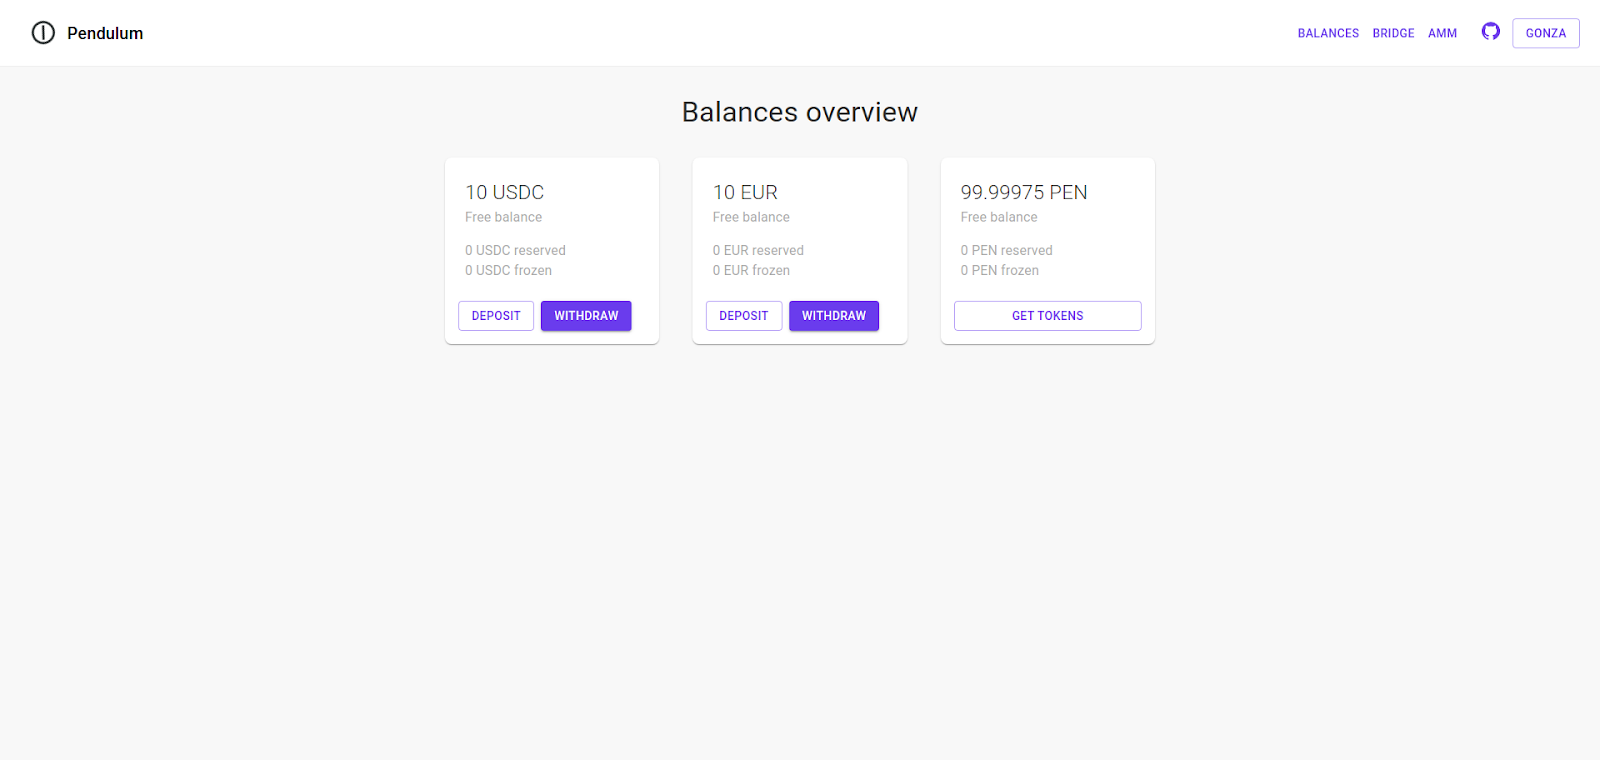 Pendulum
BALANCES BRIDGE AMM GONZA
Balances overview
10 USDC
Free balance
0 USDC reserved
0 USDC frozen
DEPOSIT WITHDRAW
10 EUR
Free balance
0 EUR reserved
0 EUR frozen
DEPOSIT WITHDRAW
99.99975 PEN
Free balance
0 PEN reserved
0 PEN frozen
GET TOKENS